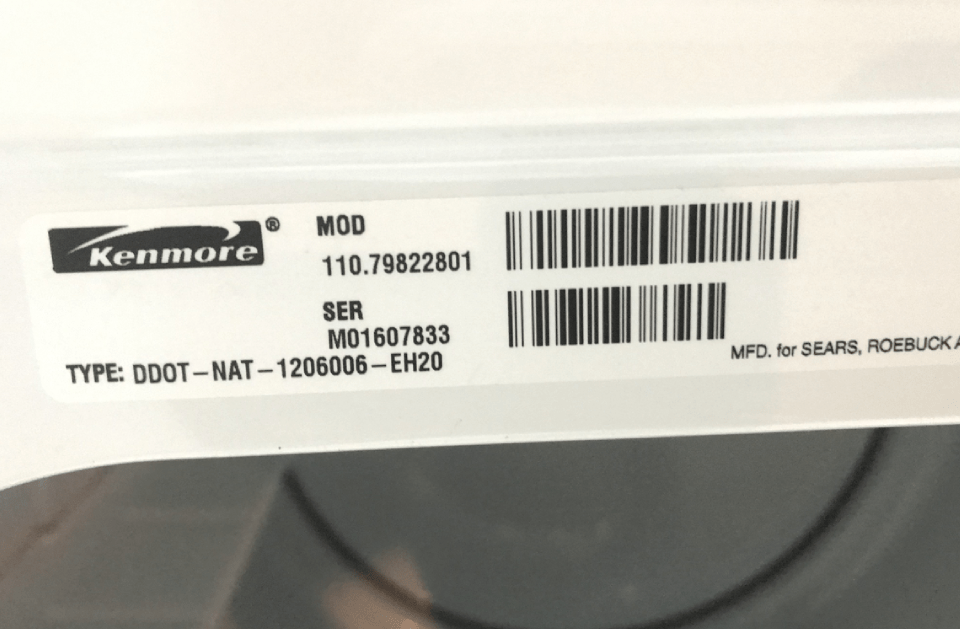 Kenmore® MOD
110.79822801
SER
M01607833
TYPE: DDOT-NAT-1206006-EH20
MFD. for SEARS, ROEBUCK